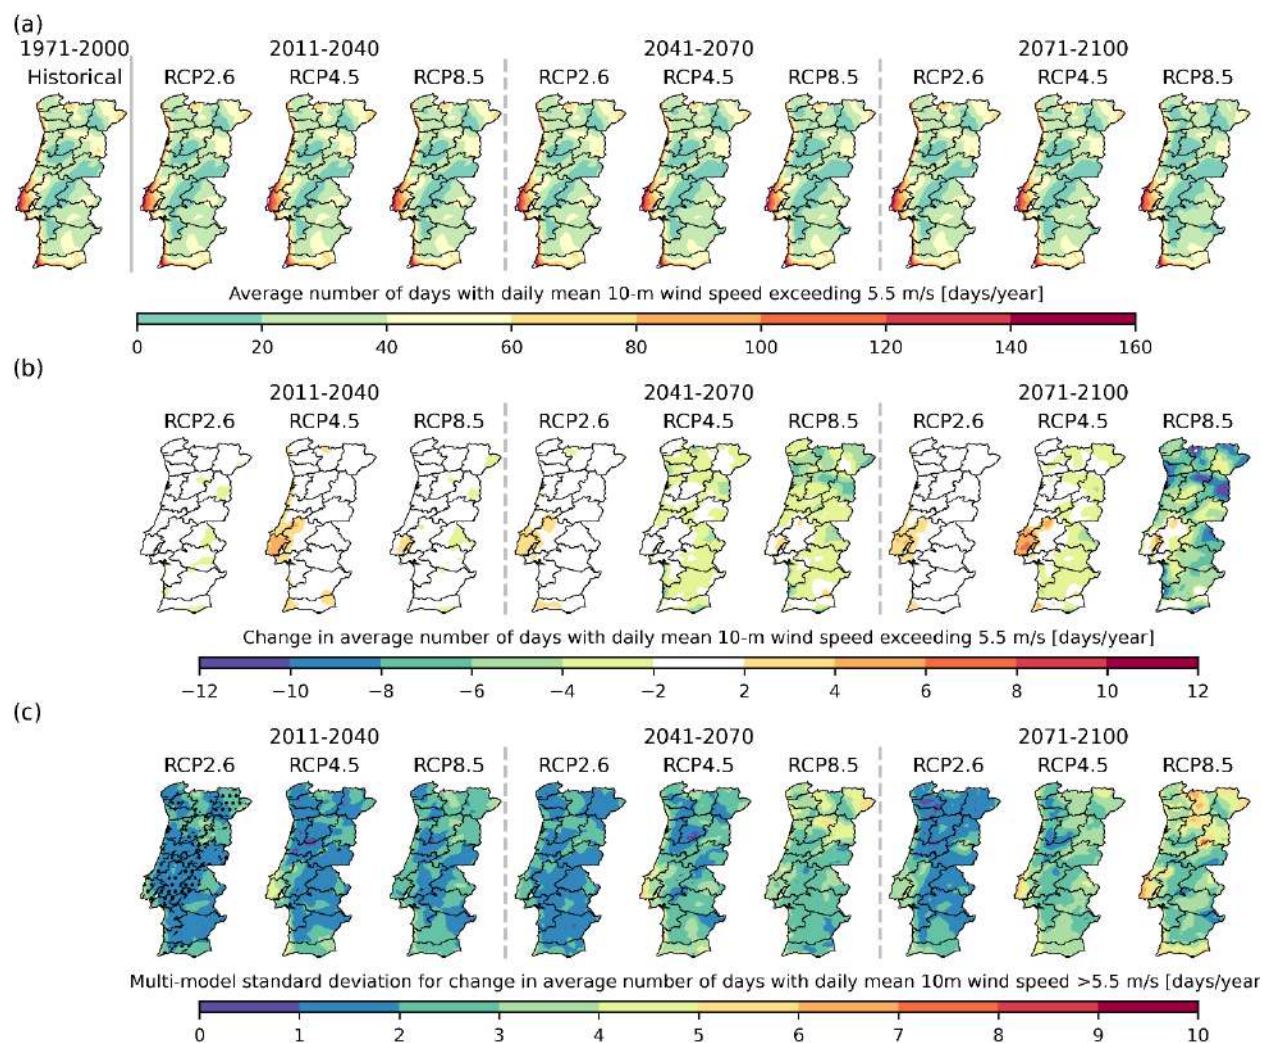 (a)
1971-2000 2011-2040 2041-2070 2071-2100
Historical RCP2.6 RCP4.5 RCP8.5 RCP2.6 RCP4.5 RCP8.5 RCP2.6 RCP4.5 RCP8.5
Average number of days with daily mean 10-m wind speed exceeding 5.5 m/s [days/year]
0 20 40 60 80 100 120 140 160
(b)
2011-2040 2041-2070 2071-2100
RCP2.6 RCP4.5 RCP8.5 RCP2.6 RCP4.5 RCP8.5 RCP2.6 RCP4.5 RCP8.5
Change in average number of days with daily mean 10-m wind speed exceeding 5.5 m/s [days/year]
−12 −10 −8 −6 −4 −2 2 4 6 8 10 12
(c)
2011-2040 2041-2070 2071-2100
RCP2.6 RCP4.5 RCP8.5 RCP2.6 RCP4.5 RCP8.5 RCP2.6 RCP4.5 RCP8.5
Multi-model standard deviation for change in average number of days with daily mean 10m wind speed >5.5 m/s [days/year
0 1 2 3 4 5 6 7 8 9 10